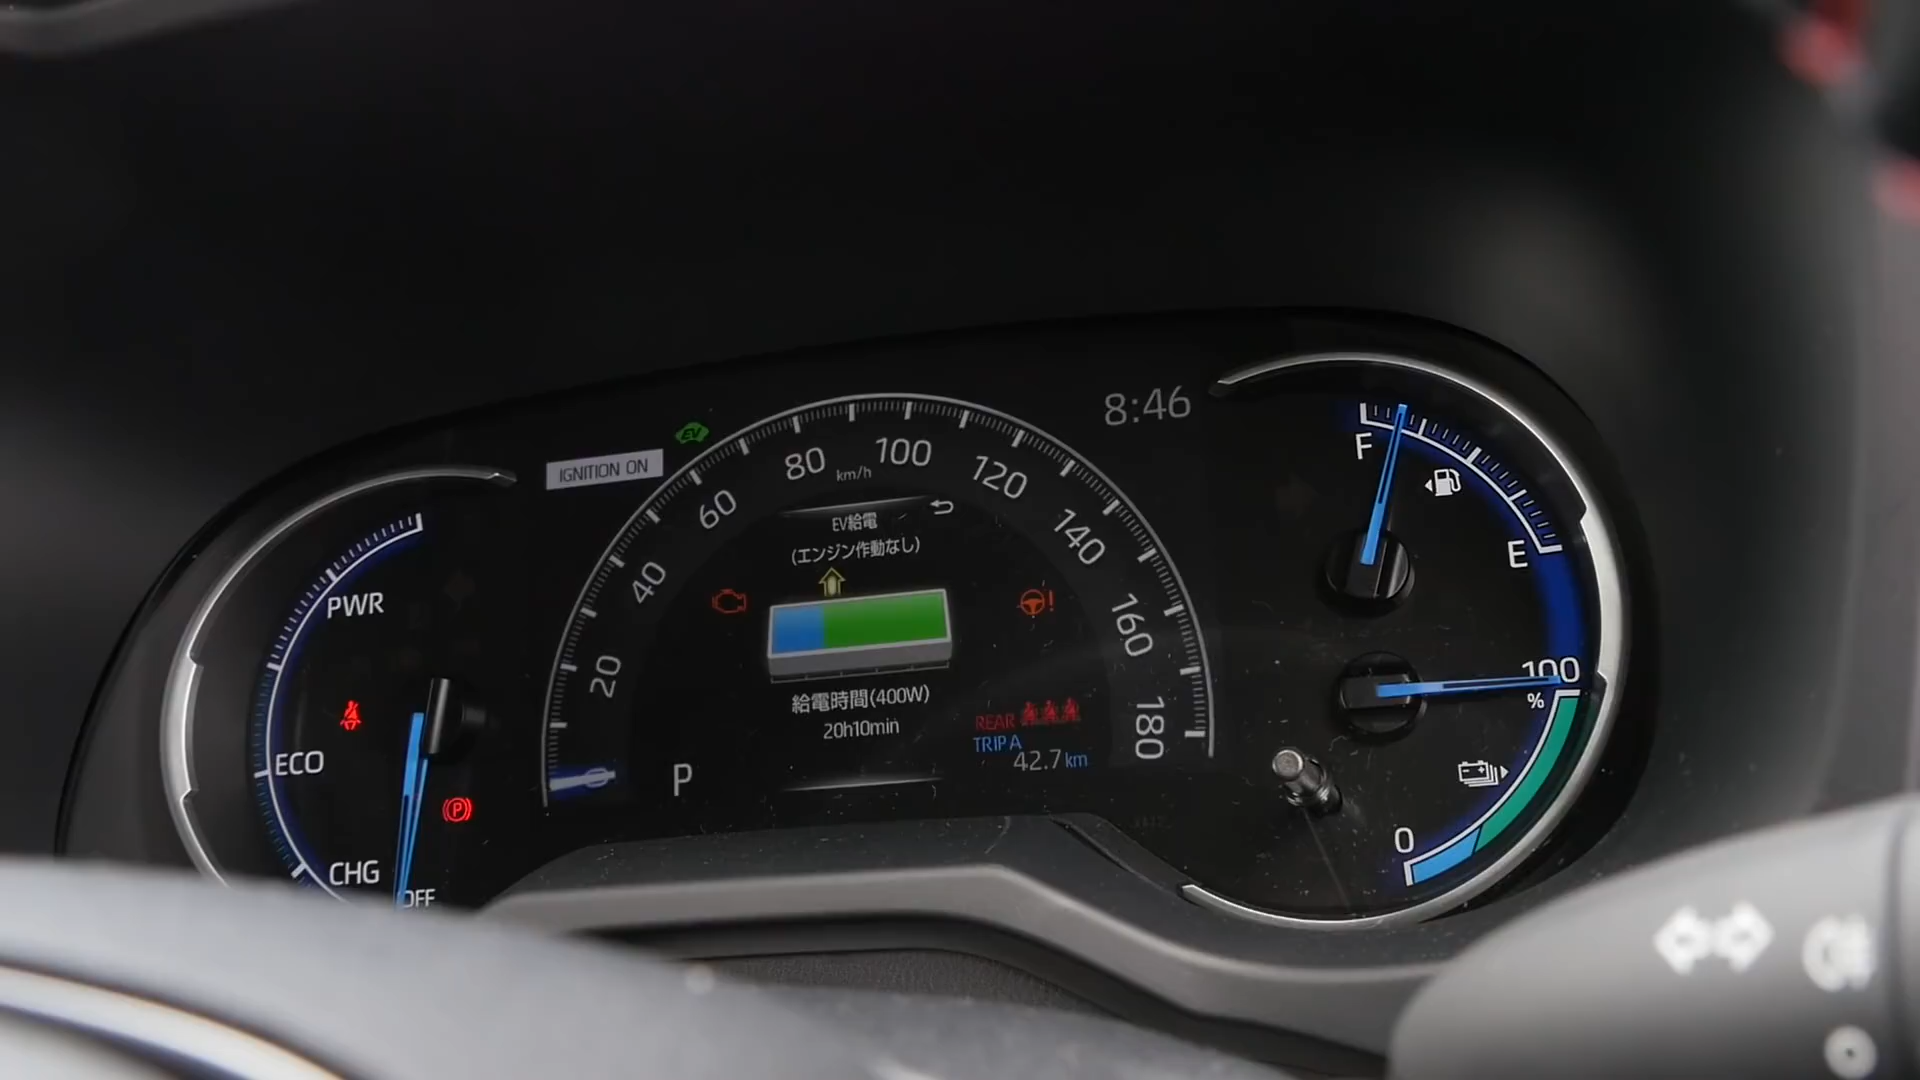 8:46
EV
IGNITION ON
80
km/h
100
60
120
F
EV給電
(エンジン作動なし)
140
E
40
PWR
160
20
100
%
給電時間(400W)
180
REAR
20h10min
TRIP A
ECO
P
42.7 km
P
0
CHG
OFF